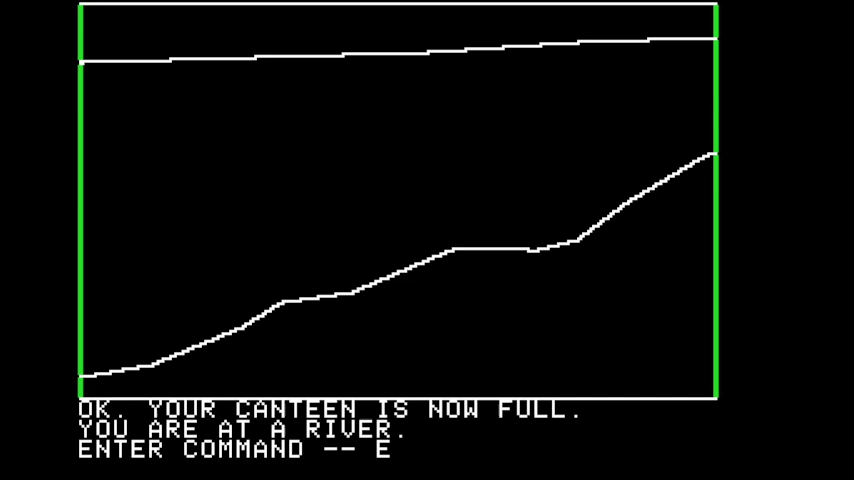 OK. YOUR CANTEEN IS NOW FULL.
YOU ARE AT A RIVER.
ENTER COMMAND -- E